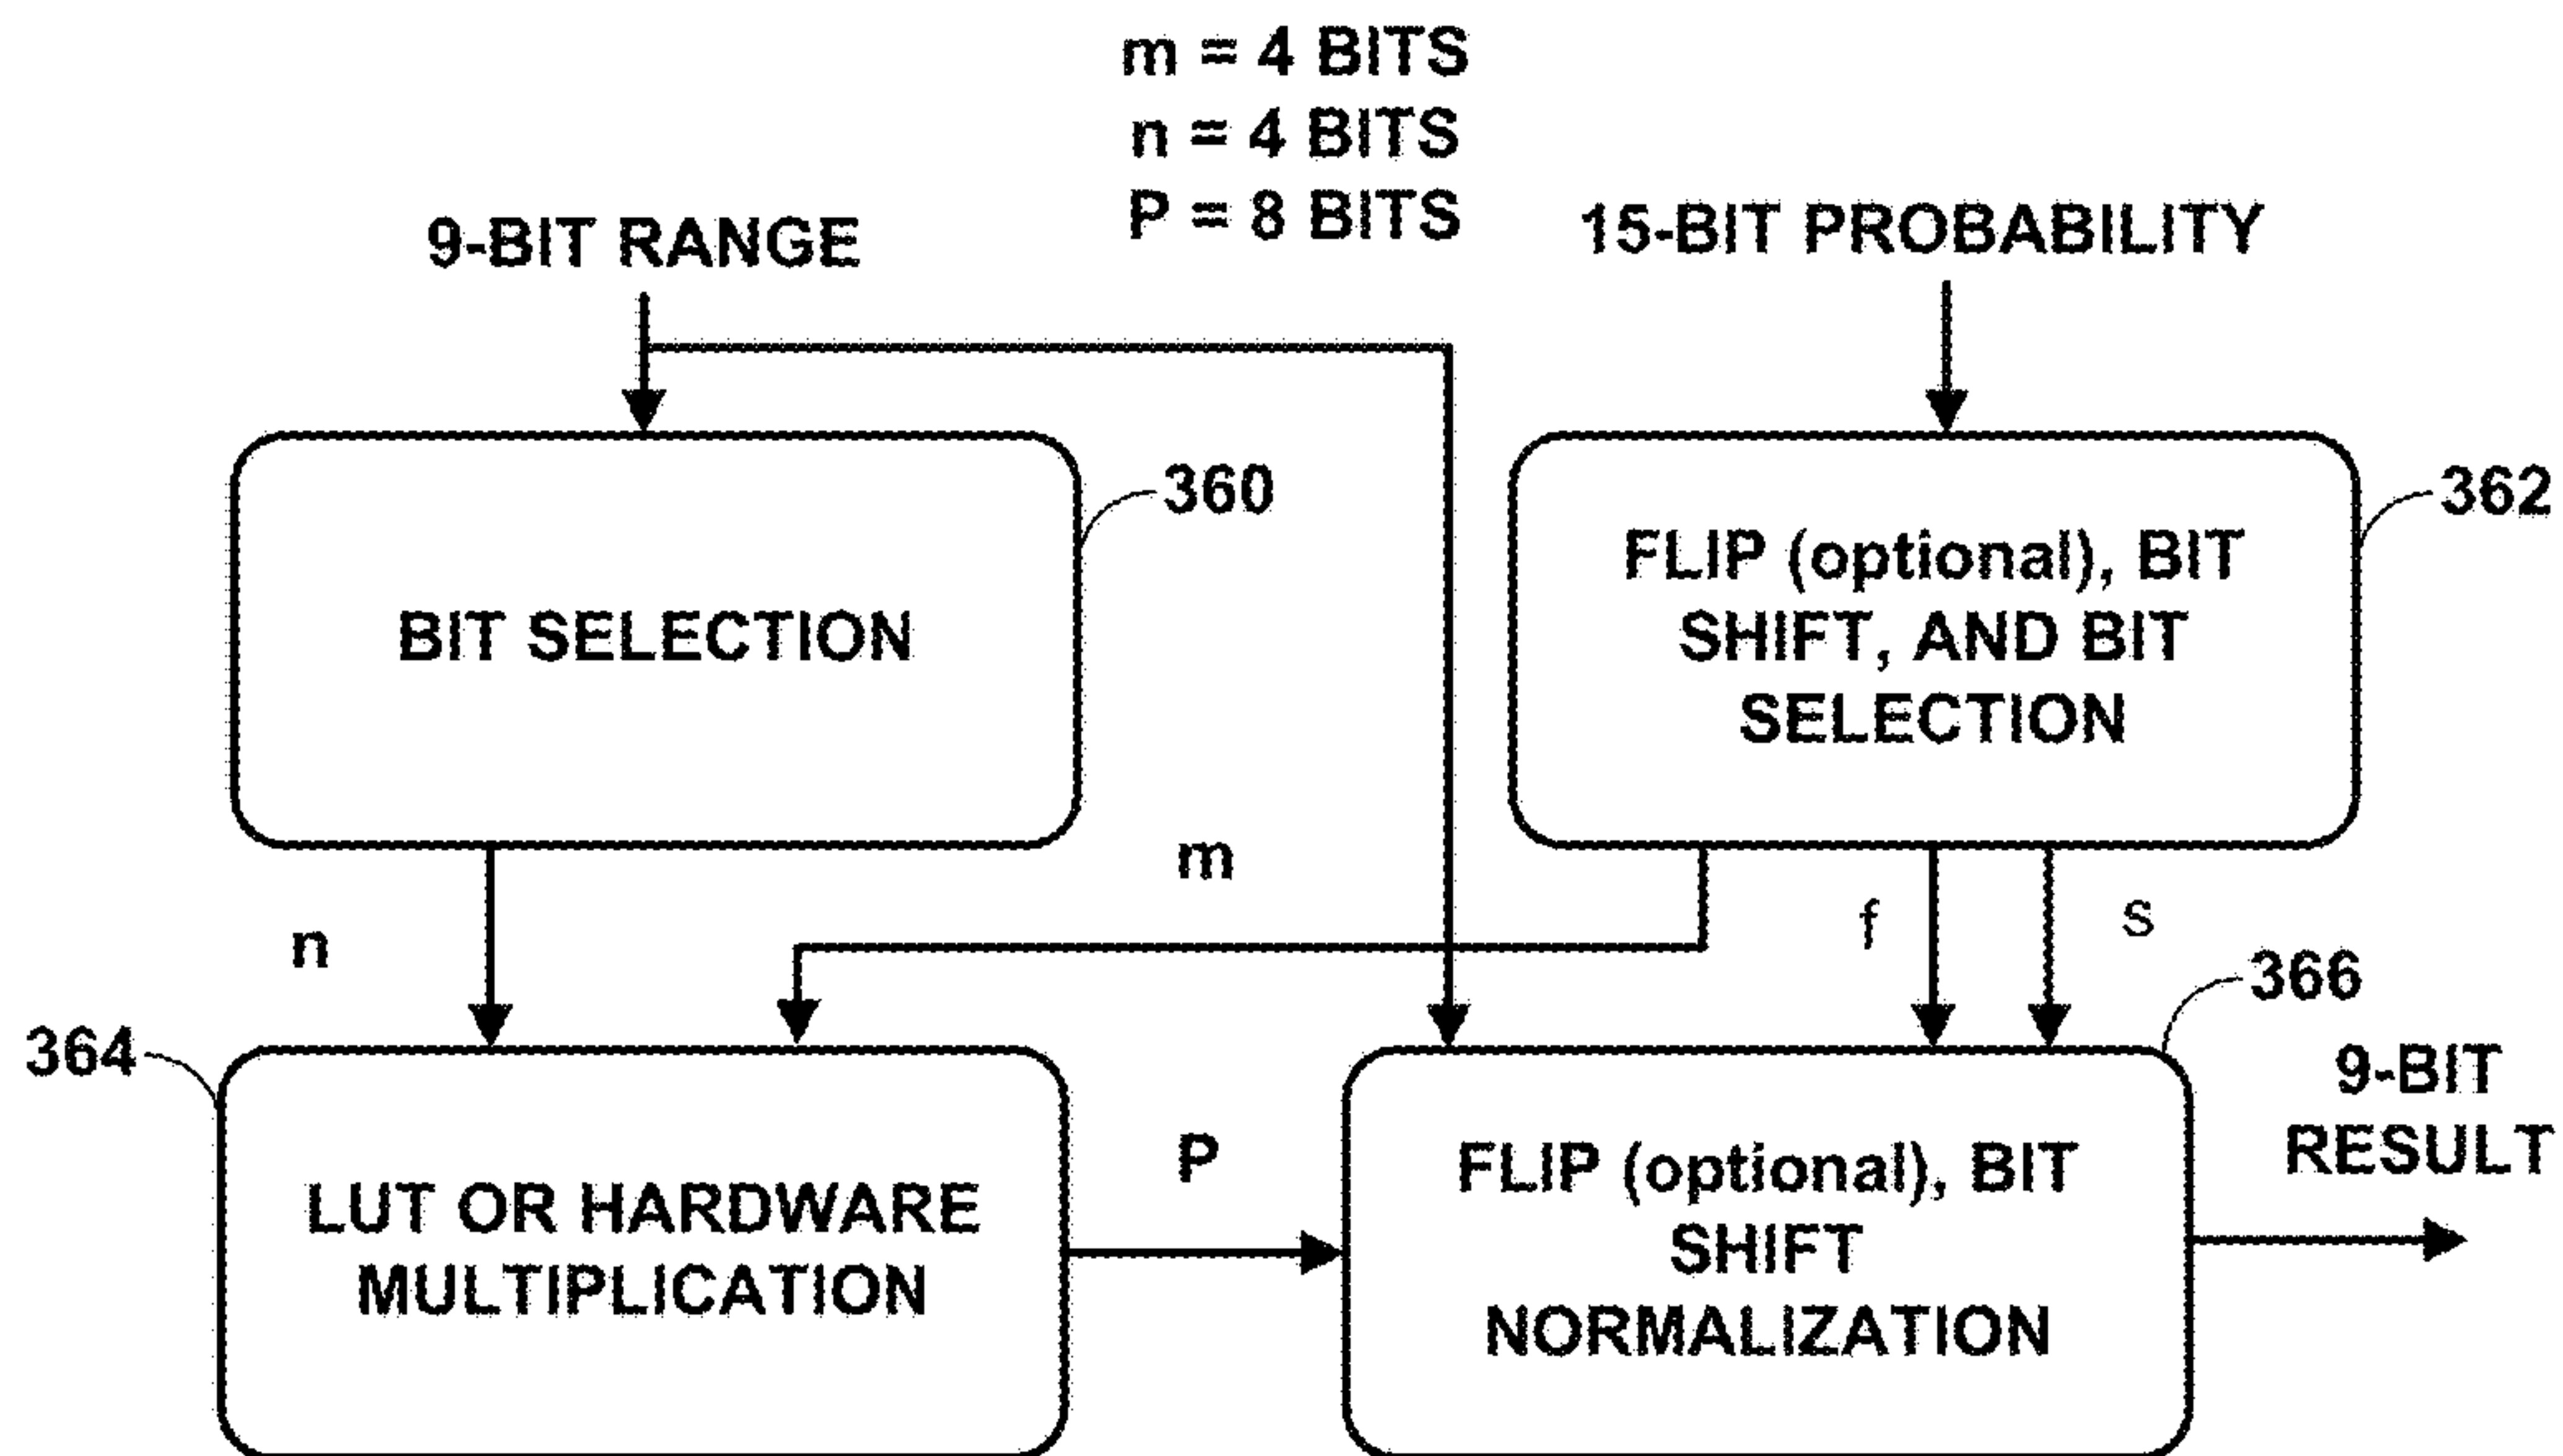 m = 4 BITS
n = 4 BITS
P = 8 BITS
9-BIT RANGE
15-BIT PROBABILITY
360
BIT SELECTION
362
FLIP (optional), BIT
SHIFT, AND BIT
SELECTION
n
m
f
s
364
LUT OR HARDWARE
MULTIPLICATION
P
366
FLIP (optional), BIT
SHIFT
NORMALIZATION
9-BIT
RESULT